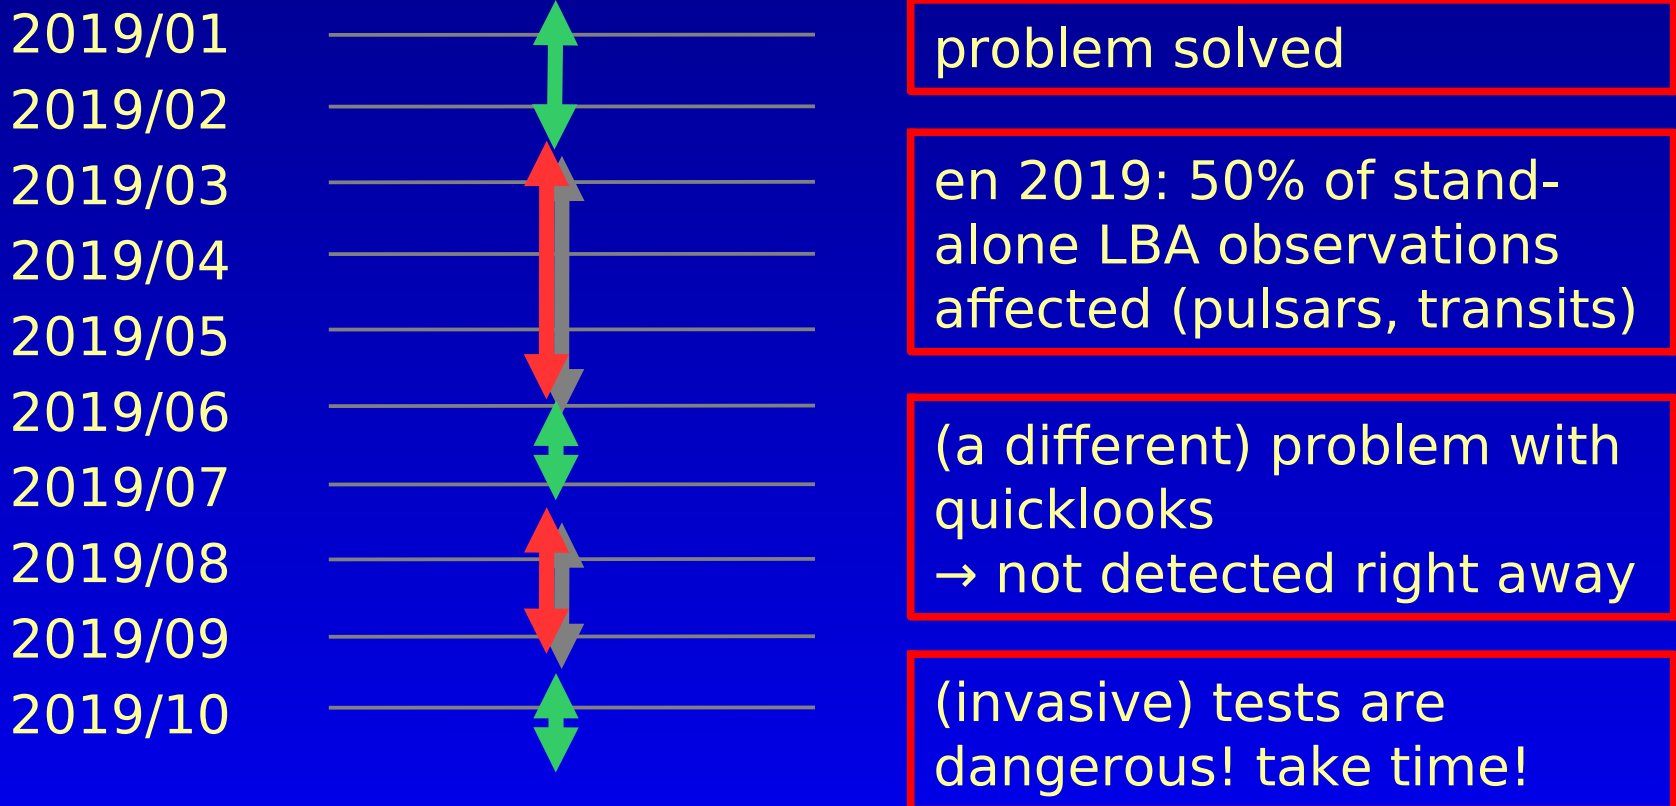 2019/01
2019/02
2019/03
2019/04
2019/05
2019/06
2019/07
2019/08
2019/09
2019/10
problem solved
en 2019: 50% of stand-
alone LBA observations
affected (pulsars, transits)
(a different) problem with
quicklooks
→ not detected right away
(invasive) tests are
dangerous! take time!